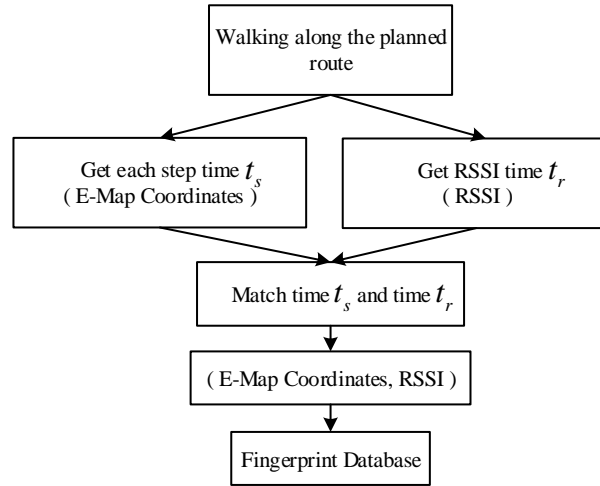 Walking along the planned
route
Get each step time t_s
( E-Map Coordinates )
Get RSSI time t_r
( RSSI )
Match time t_s and time t_r
( E-Map Coordinates, RSSI )
Fingerprint Database